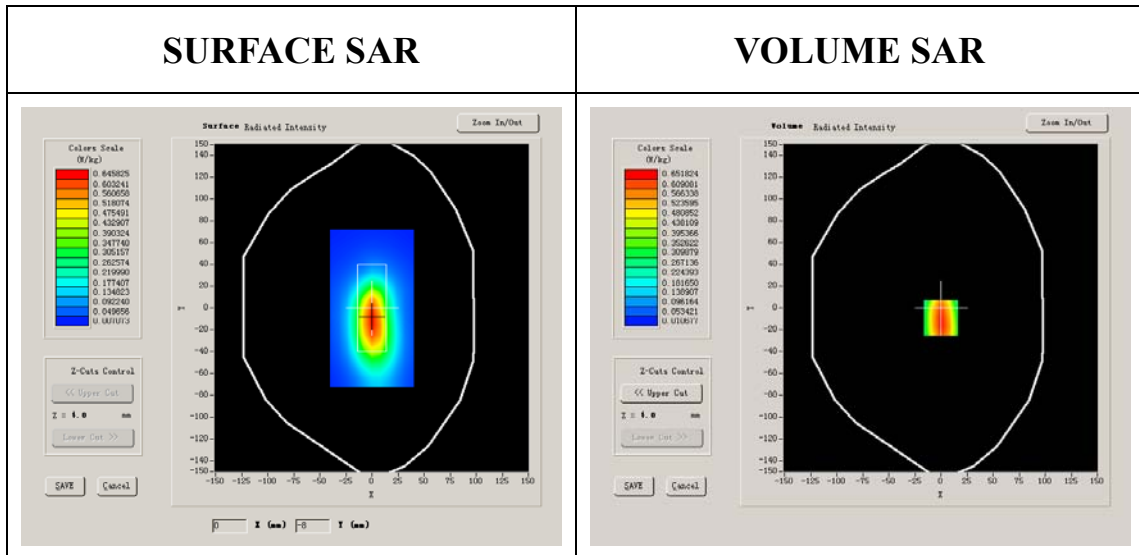 SURFACE SAR
VOLUME SAR
Surface Radiated Intensity
Zoom In/Out
Colors Scale
(W/kg)
0.645825
0.603241
0.560658
0.518074
0.475491
0.432907
0.390324
0.347740
0.305157
0.262574
0.219990
0.177407
0.134823
0.092240
0.049656
0.007073
150
140
120
100
80
60
40
20
0
-20
-40
-60
-80
-100
-120
-140
-150
Y
-150 -125 -100 -75 -50 -25 0 25 50 75 100 125 150
X
Z-Cuts Control
<< Upper Cut
Z = 4.0 mm
Lower Cut >>
SAVE Cancel
0 X (mm) -8 Y (mm)
Volume Radiated Intensity
Zoom In/Out
Colors Scale
(W/kg)
0.651824
0.609081
0.566338
0.523595
0.480852
0.438109
0.395366
0.352622
0.309879
0.267136
0.224393
0.181650
0.138907
0.096164
0.053421
0.010677
150
140
120
100
80
60
40
20
0
-20
-40
-60
-80
-100
-120
-140
-150
Y
-150 -125 -100 -75 -50 -25 0 25 50 75 100 125 150
X
Z-Cuts Control
<< Upper Cut
Z = 4.0 mm
Lower Cut >>
SAVE Cancel